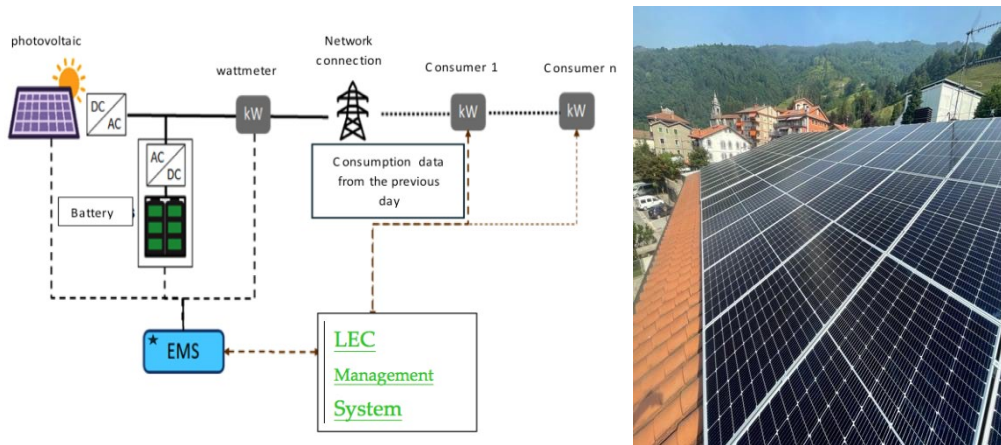 photovoltaic
wattmeter
Network
connection
Consumer 1
Consumer n
DC
AC
kW
kW
kW
AC
DC
Consumption data
from the previous
day
Battery
EMS
LEC
Management
System